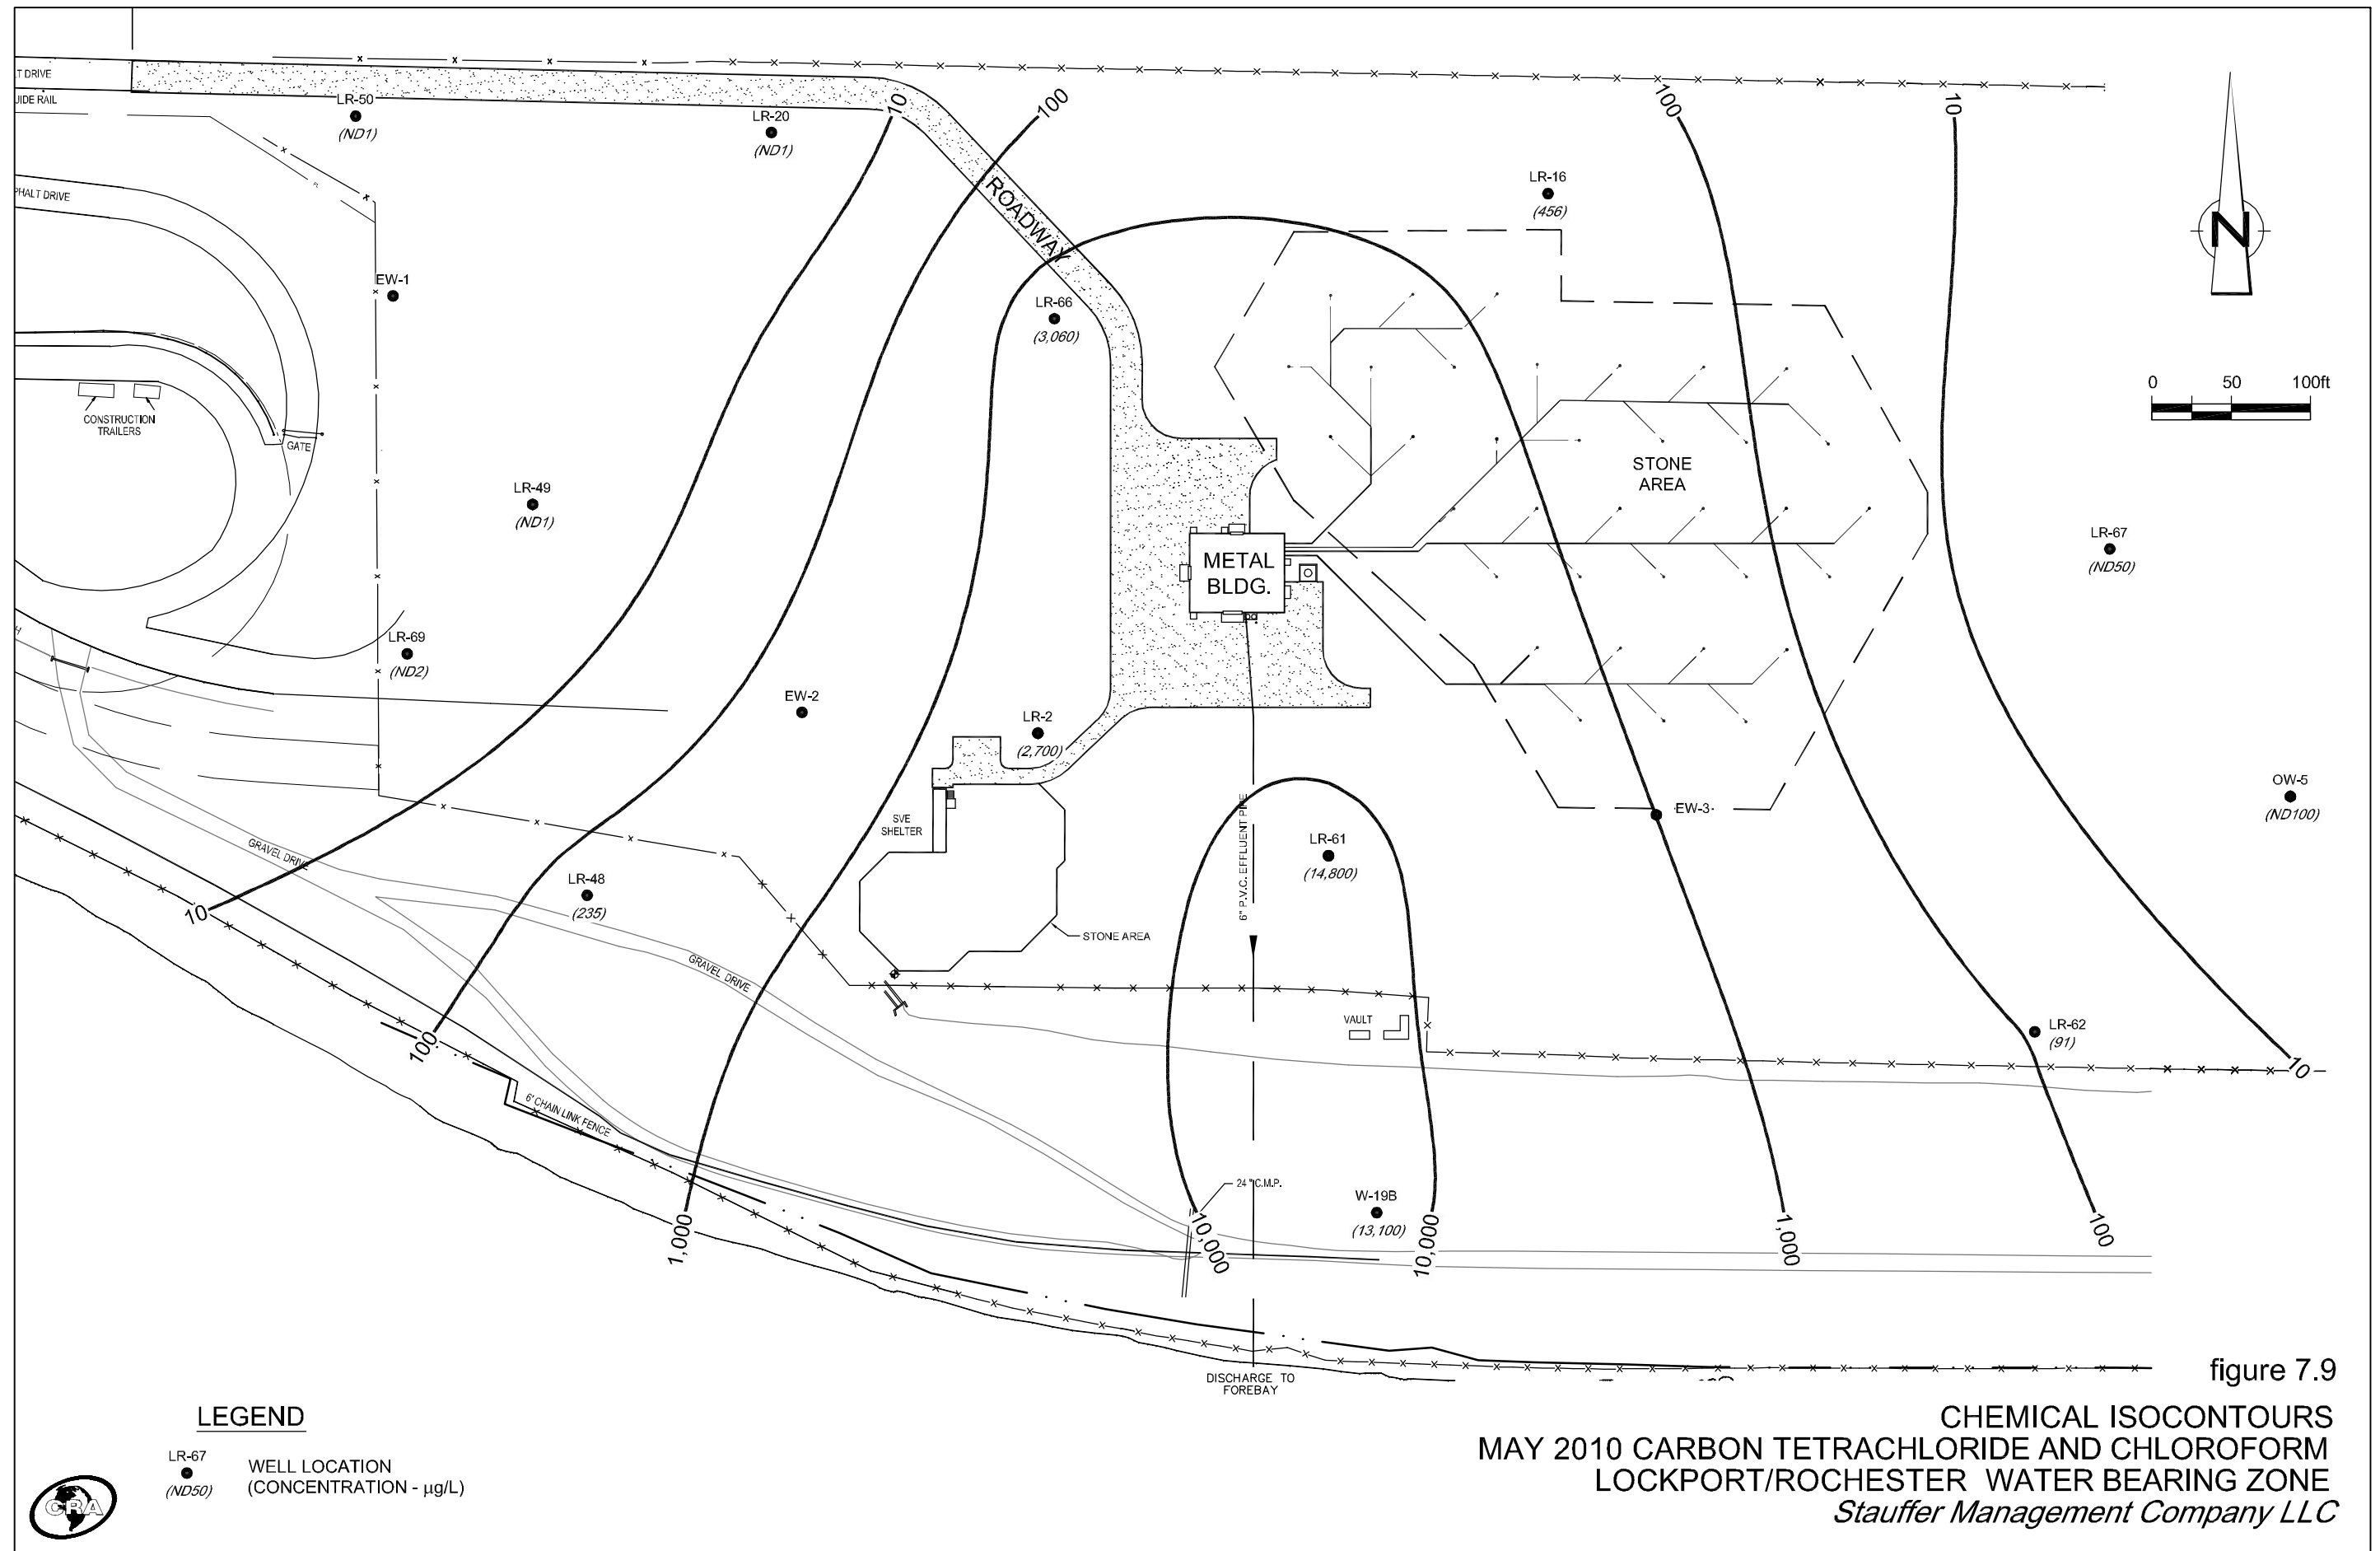 T DRIVE
UIDE RAIL
LR-50
(ND1)
LR-20
(ND1)
10
100
100
10
PHALT DRIVE
ROADWAY
LR-16
(456)
N
EW-1
LR-66
(3,060)
0 50 100ft
CONSTRUCTION
TRAILERS
GATE
LR-49
(ND1)
STONE
AREA
METAL
BLDG.
LR-67
(ND50)
H
LR-69
(ND2)
EW-2
LR-2
(2,700)
OW-5
(ND100)
EW-3
SVE
SHELTER
6" P.V.C. EFFLUENT PIPE
LR-61
(14,800)
GRAVEL DRIVE
LR-48
(235)
10
STONE AREA
GRAVEL DRIVE
VAULT
LR-62
(91)
100
10
6' CHAIN LINK FENCE
24" C.M.P.
W-19B
(13,100)
1,000
10,000
10,000
1,000
100
DISCHARGE TO
FOREBAY
figure 7.9
LEGEND
LR-67
(ND50)
WELL LOCATION
(CONCENTRATION - µg/L)
CRA
CHEMICAL ISOCONTOURS
MAY 2010 CARBON TETRACHLORIDE AND CHLOROFORM
LOCKPORT/ROCHESTER WATER BEARING ZONE
Stauffer Management Company LLC